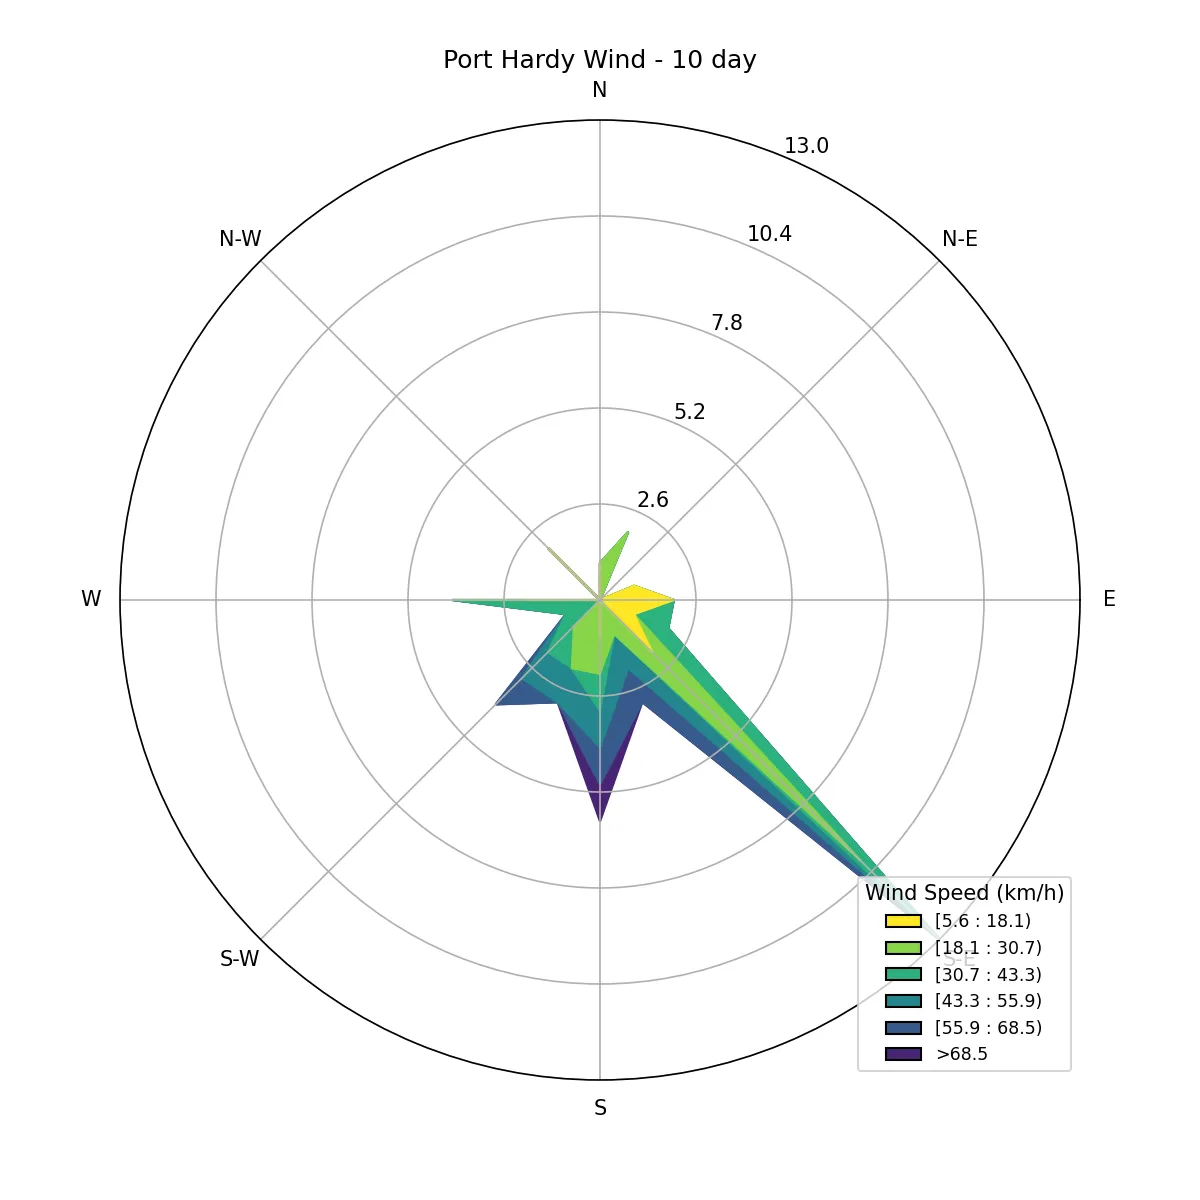 Port Hardy Wind - 10 day
N
13.0
N-W
10.4
N-E
7.8
5.2
2.6
W
E
Wind Speed (km/h)
[5.6 : 18.1)
[18.1 : 30.7)
S-W
S-E
[30.7 : 43.3)
[43.3 : 55.9)
[55.9 : 68.5)
>68.5
S